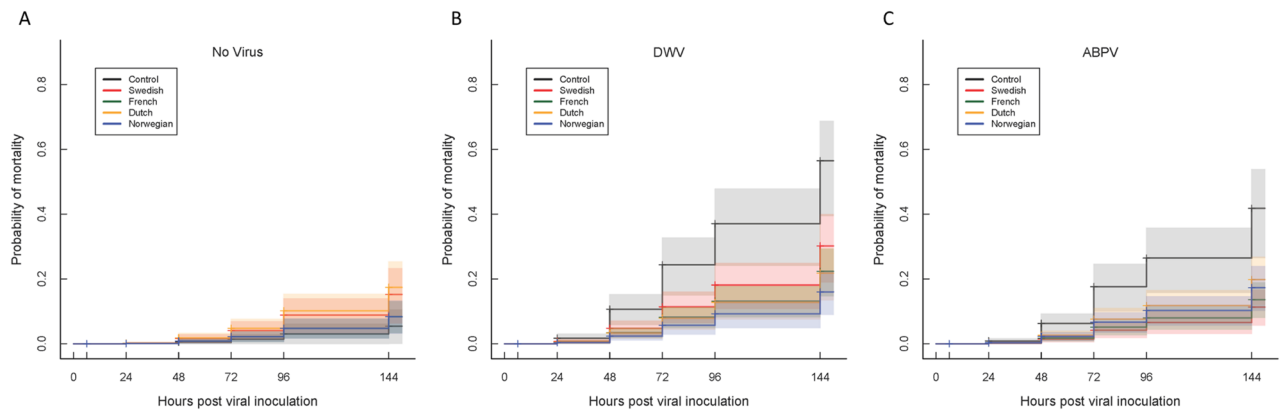 A
No Virus
Control
Swedish
French
Dutch
Norwegian
Probability of mortality
0.8
0.6
0.4
0.2
0.0
0 24 48 72 96 144
Hours post viral inoculation
B
DWV
Control
Swedish
French
Dutch
Norwegian
Probability of mortality
0.8
0.6
0.4
0.2
0.0
0 24 48 72 96 144
Hours post viral inoculation
C
ABPV
Control
Swedish
French
Dutch
Norwegian
Probability of mortality
0.8
0.6
0.4
0.2
0.0
0 24 48 72 96 144
Hours post viral inoculation